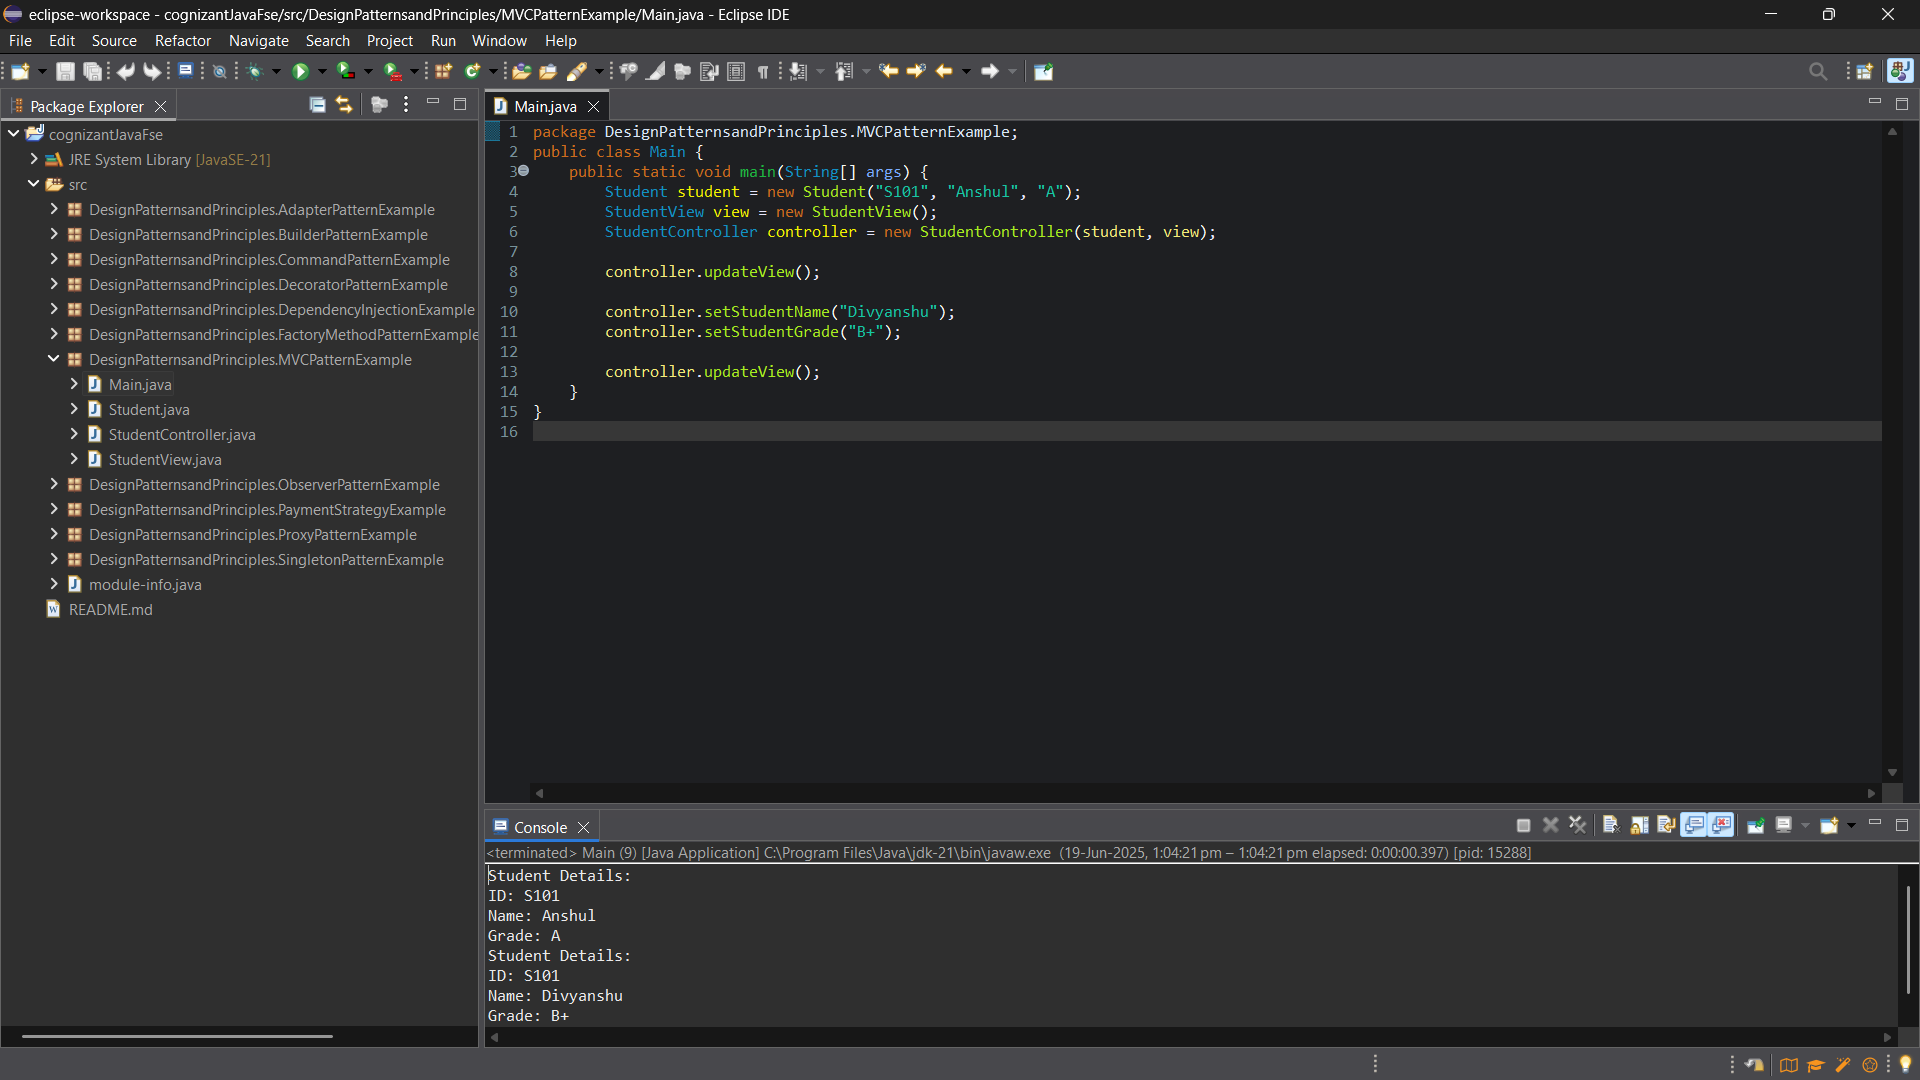 eclipse-workspace - cognizantJavaFse/src/DesignPatternsandPrinciples/MVCPatternExample/Main.java - Eclipse IDE
File Edit Source Refactor Navigate Search Project Run Window Help
Package Explorer
cognizantJavaFse
JRE System Library [JavaSE-21]
src
DesignPatternsandPrinciples.AdapterPatternExample
DesignPatternsandPrinciples.BuilderPatternExample
DesignPatternsandPrinciples.CommandPatternExample
DesignPatternsandPrinciples.DecoratorPatternExample
DesignPatternsandPrinciples.DependencyInjectionExample
DesignPatternsandPrinciples.FactoryMethodPatternExample
DesignPatternsandPrinciples.MVCPatternExample
Main.java
Student.java
StudentController.java
StudentView.java
DesignPatternsandPrinciples.ObserverPatternExample
DesignPatternsandPrinciples.PaymentStrategyExample
DesignPatternsandPrinciples.ProxyPatternExample
DesignPatternsandPrinciples.SingletonPatternExample
module-info.java
README.md
Main.java
1 package DesignPatternsandPrinciples.MVCPatternExample;
2 public class Main {
3 public static void main(String[] args) {
4 Student student = new Student("S101", "Anshul", "A");
5 StudentView view = new StudentView();
6 StudentController controller = new StudentController(student, view);
7
8 controller.updateView();
9
10 controller.setStudentName("Divyanshu");
11 controller.setStudentGrade("B+");
12
13 controller.updateView();
14 }
15 }
16
Console
<terminated> Main (9) [Java Application] C:\Program Files\Java\jdk-21\bin\javaw.exe (19-Jun-2025, 1:04:21 pm – 1:04:21 pm elapsed: 0:00:00.397) [pid: 15288]
Student Details:
ID: S101
Name: Anshul
Grade: A
Student Details:
ID: S101
Name: Divyanshu
Grade: B+